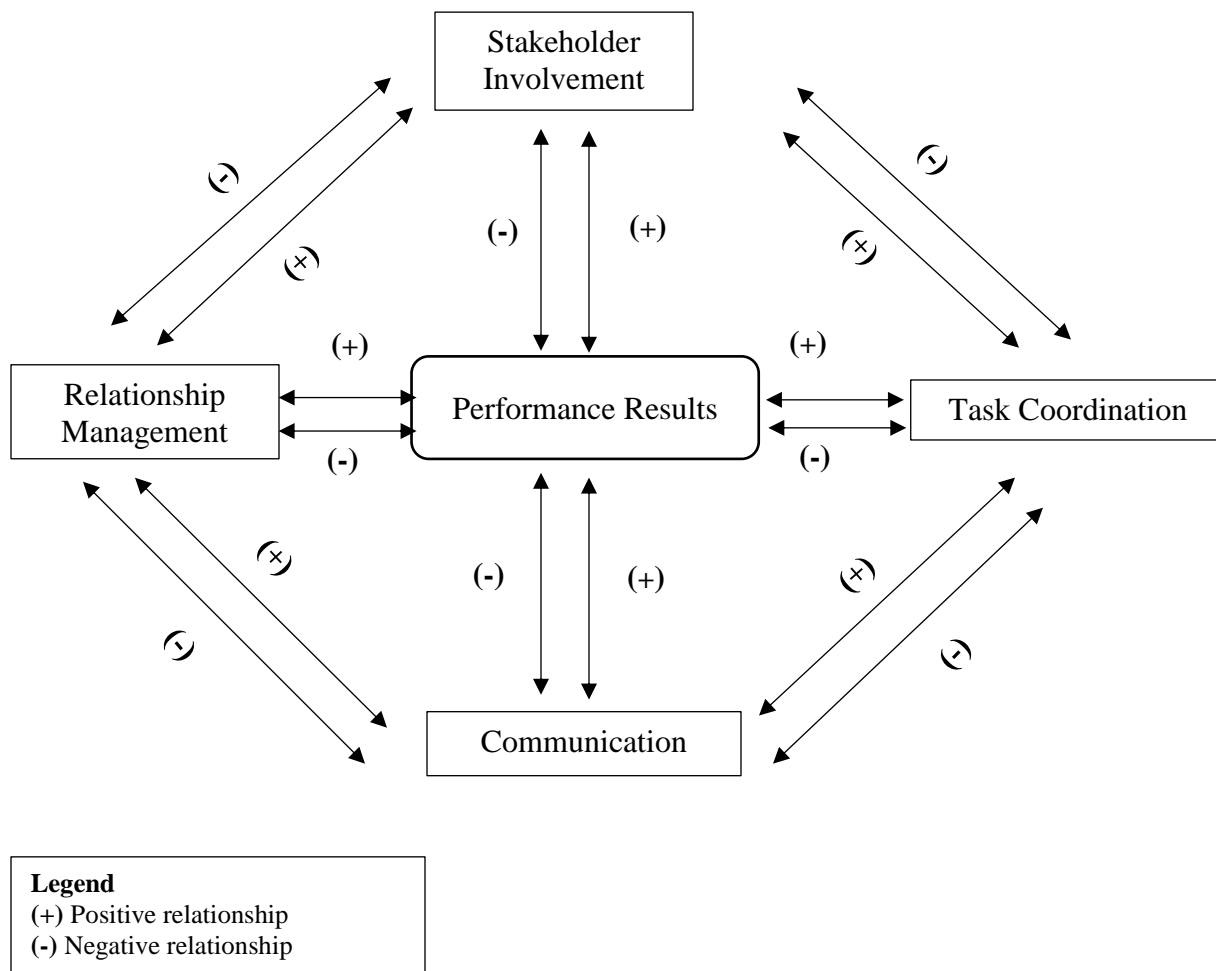 Stakeholder
Involvement
(-)
(-)
(+)
(-)
(+)
(+)
(+)
(+)
Relationship
Management
Performance Results
Task Coordination
(-)
(-)
(+)
(-)
(+)
(+)
(-)
(-)
Communication
Legend
(+) Positive relationship
(-) Negative relationship